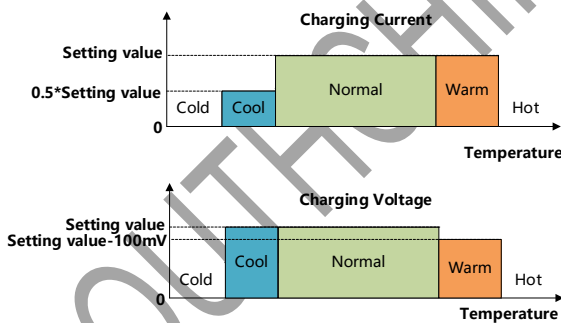 Charging Current
Setting value
0.5*Setting value
Cold
Cool
Normal
Warm
Hot
0
Temperature
Charging Voltage
Setting value
Setting value-100mV
Cold
Cool
Normal
Warm
Hot
0
Temperature